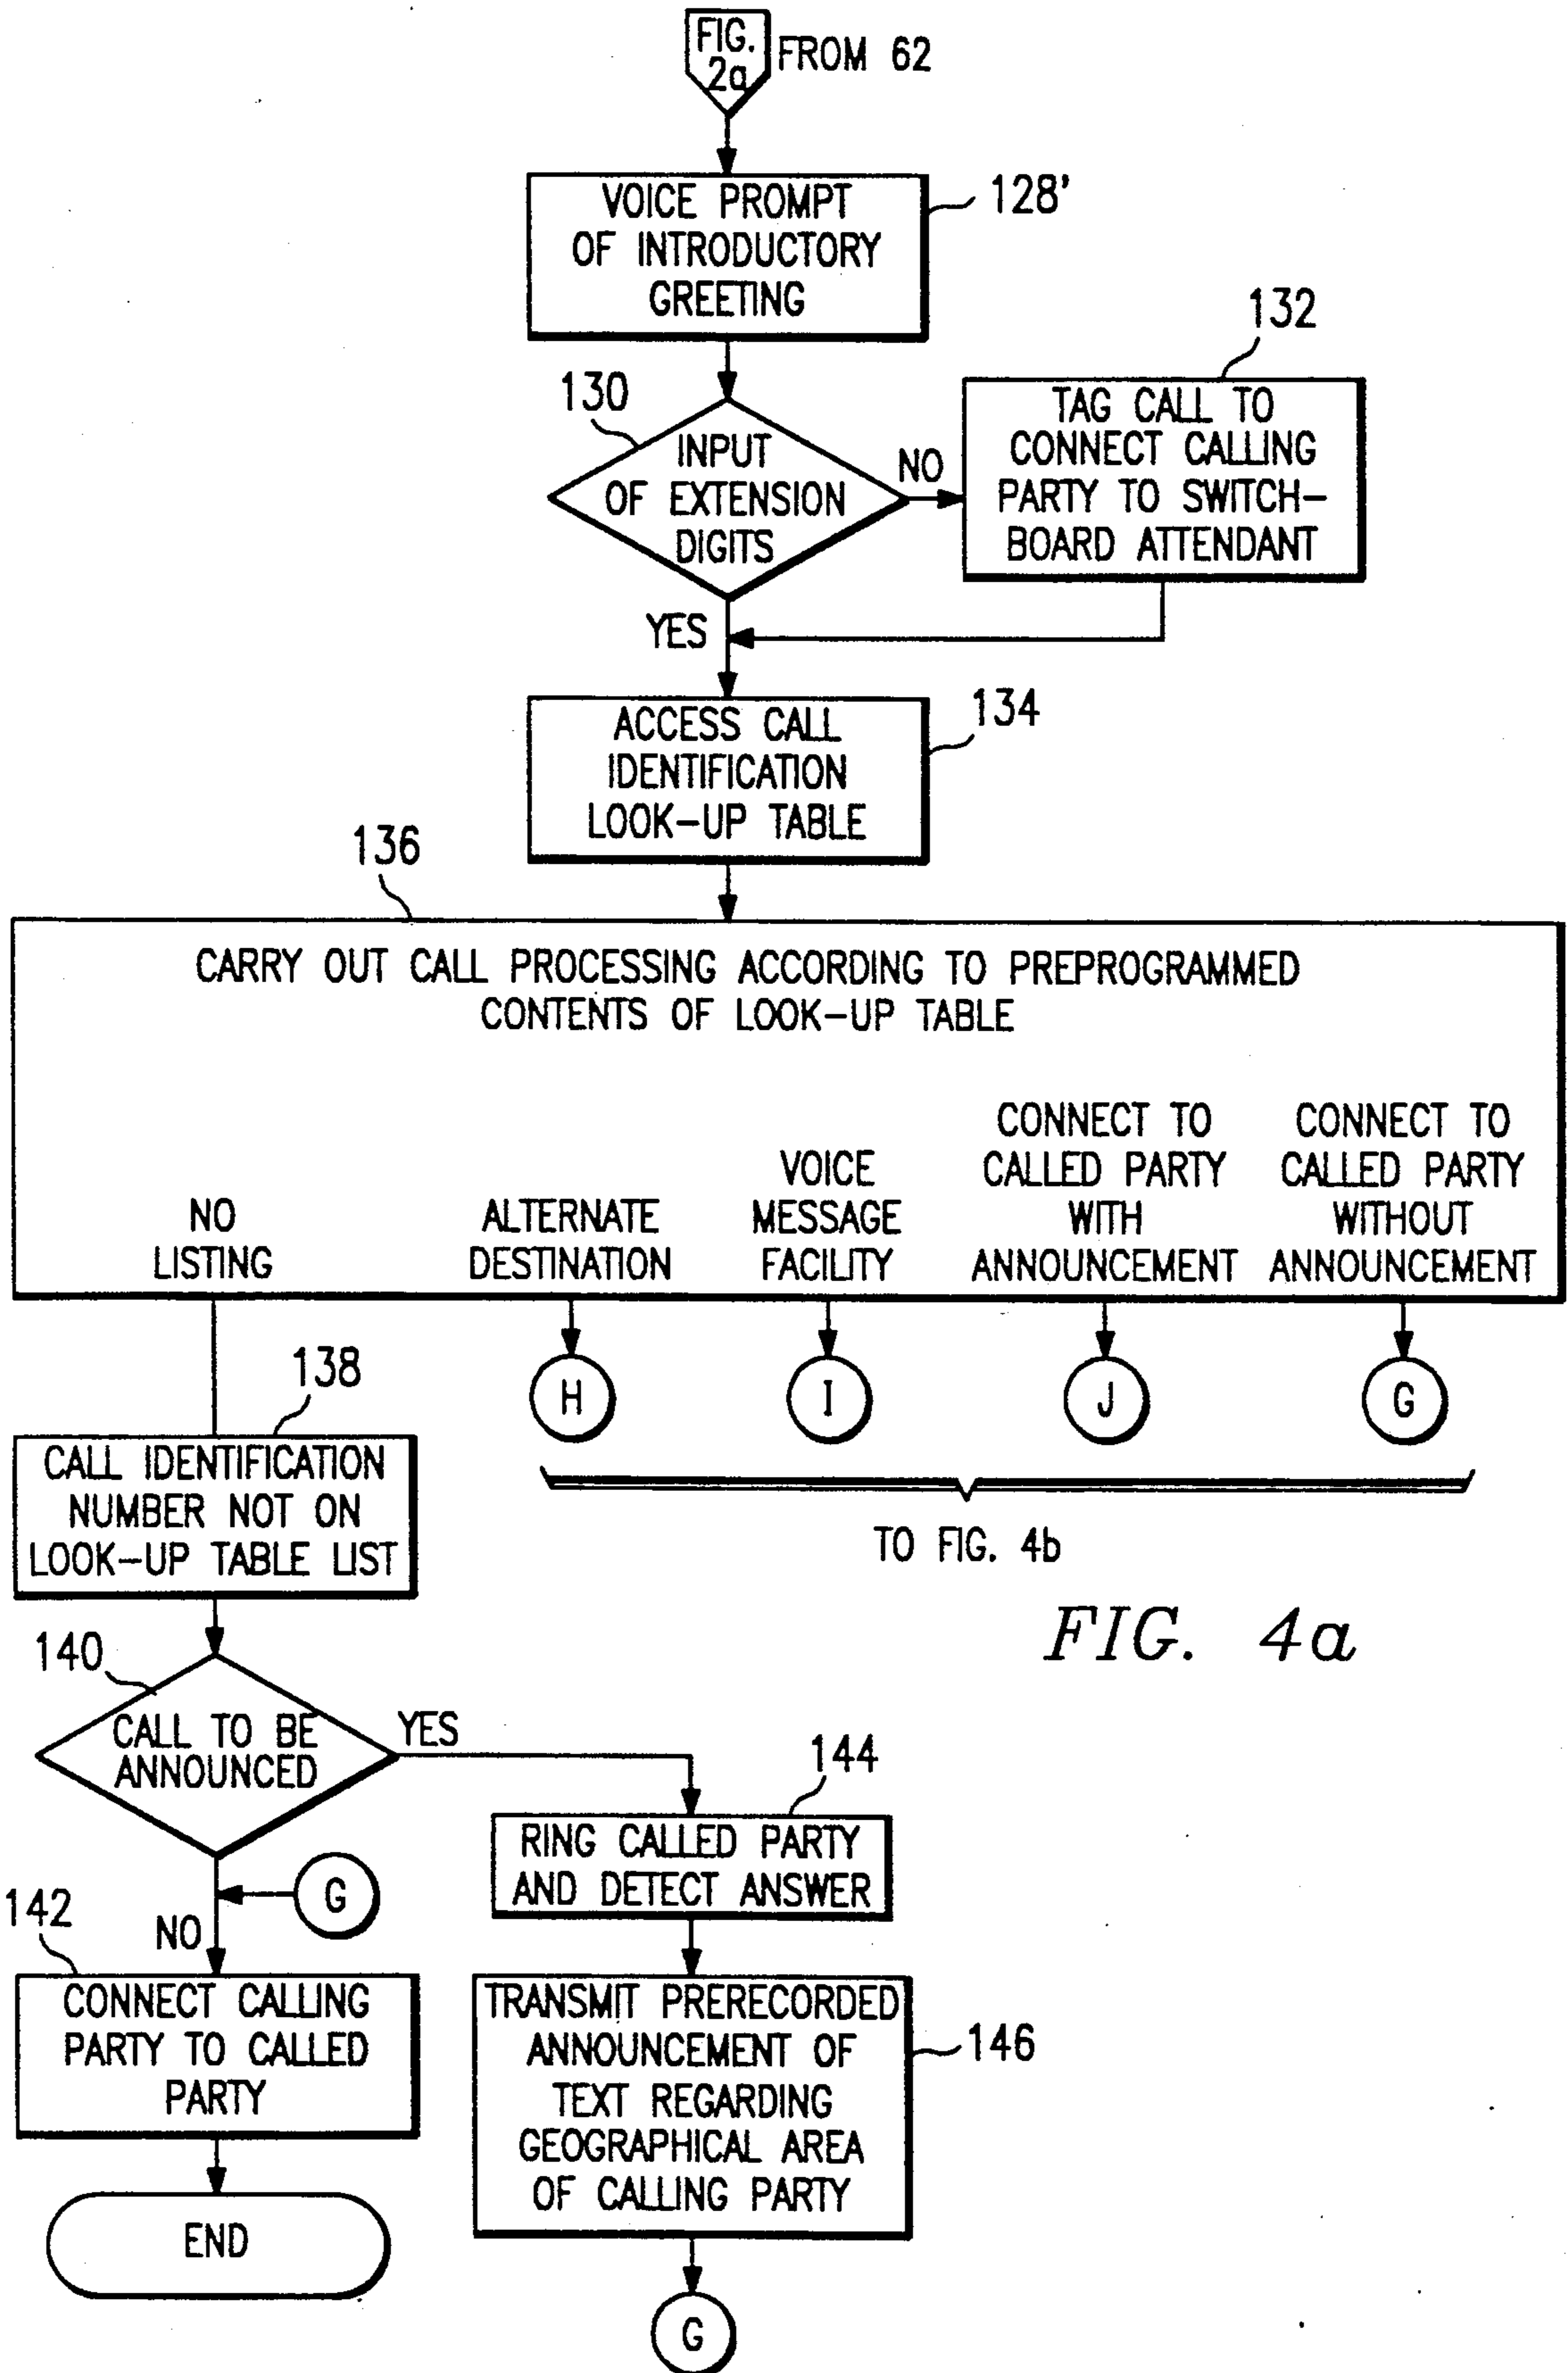 FIG.
2a
FROM 62
VOICE PROMPT
OF INTRODUCTORY
GREETING
128'
130
INPUT
OF EXTENSION
DIGITS
NO
132
TAG CALL TO
CONNECT CALLING
PARTY TO SWITCH-
BOARD ATTENDANT
YES
134
ACCESS CALL
IDENTIFICATION
LOOK-UP TABLE
136
CARRY OUT CALL PROCESSING ACCORDING TO PREPROGRAMMED
CONTENTS OF LOOK-UP TABLE
NO
LISTING
ALTERNATE
DESTINATION
VOICE
MESSAGE
FACILITY
CONNECT TO
CALLED PARTY
WITH
ANNOUNCEMENT
CONNECT TO
CALLED PARTY
WITHOUT
ANNOUNCEMENT
H
I
J
G
TO FIG. 4b
FIG. 4a
138
CALL IDENTIFICATION
NUMBER NOT ON
LOOK-UP TABLE LIST
140
CALL TO BE
ANNOUNCED
YES
144
RING CALLED PARTY
AND DETECT ANSWER
G
NO
142
CONNECT CALLING
PARTY TO CALLED
PARTY
END
TRANSMIT PRERECORDED
ANNOUNCEMENT OF
TEXT REGARDING
GEOGRAPHICAL AREA
OF CALLING PARTY
146
G